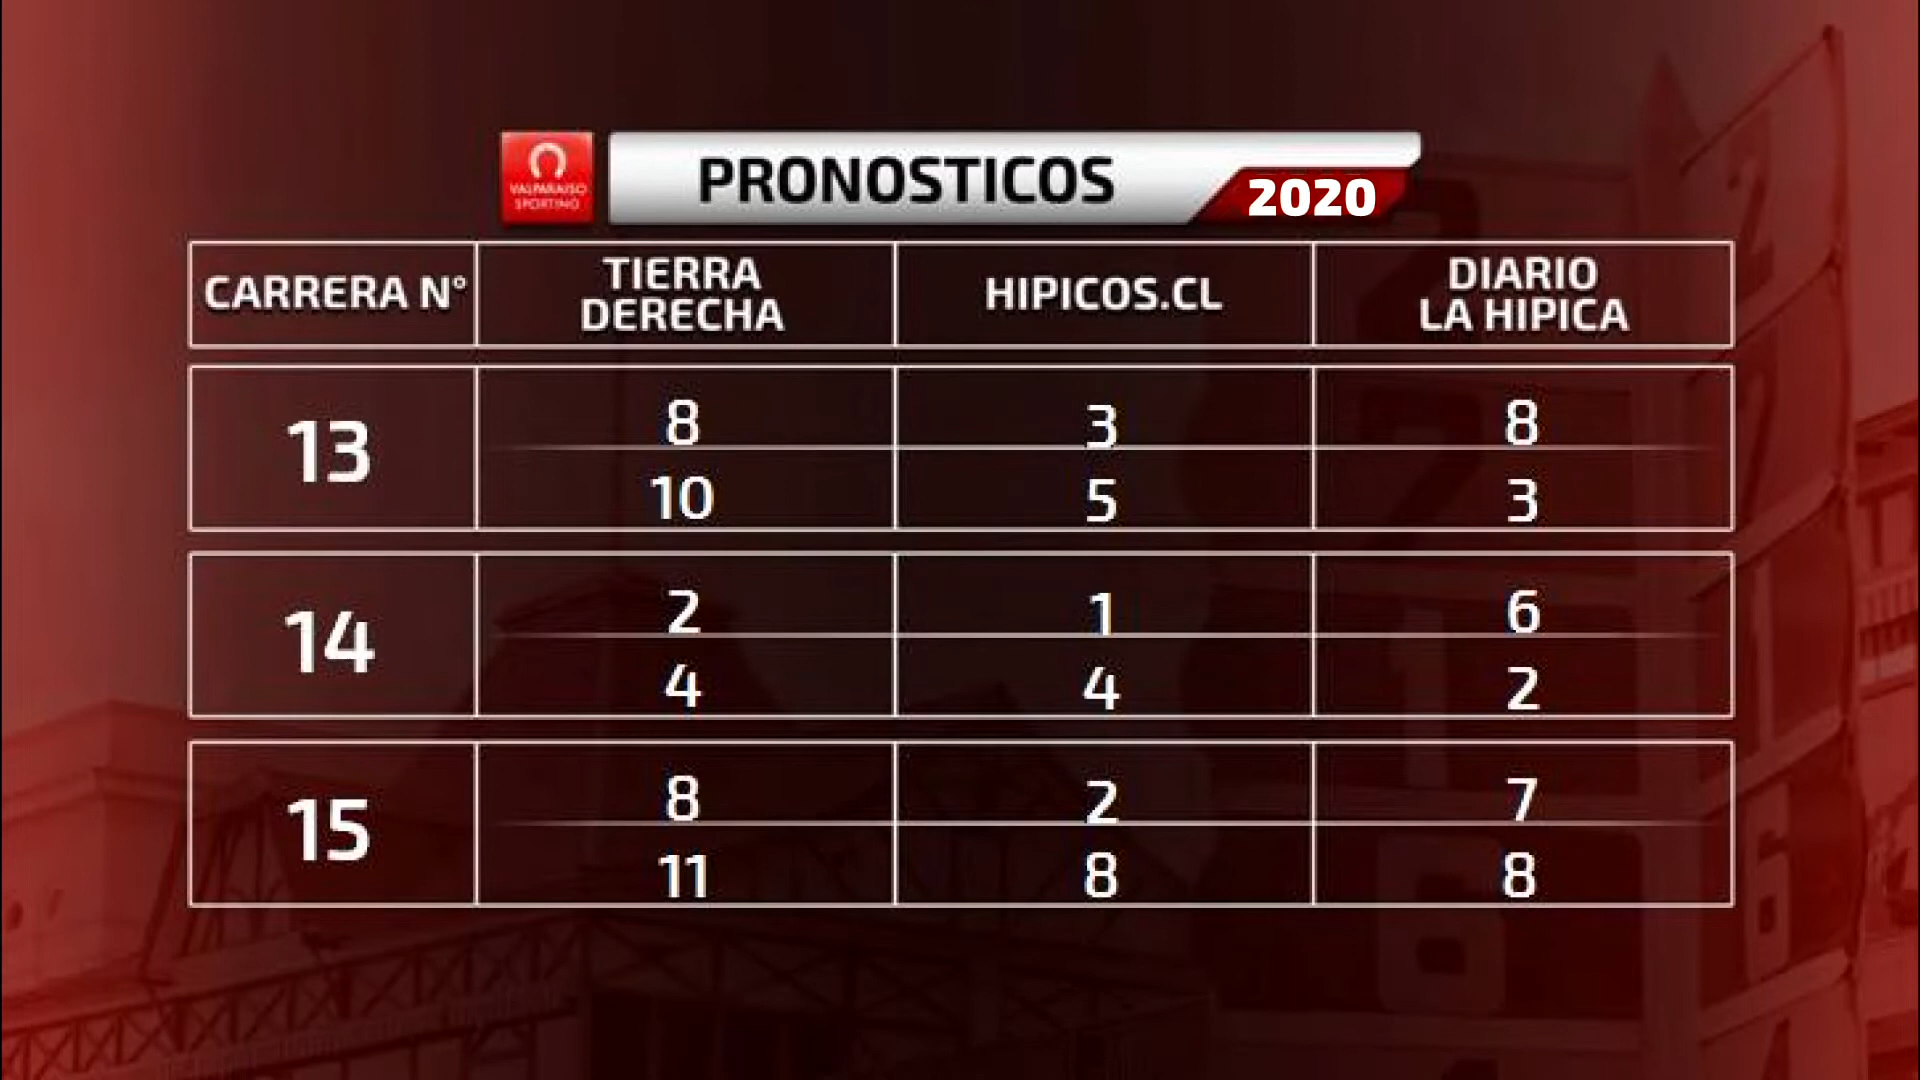 VALPARAISO
SPORTING
PRONOSTICOS
2020
CARRERA N°
TIERRA
DERECHA
HIPICOS.CL
DIARIO
LA HIPICA
13
8
3
8
10
5
3
14
2
1
6
4
4
2
15
8
2
7
11
8
8